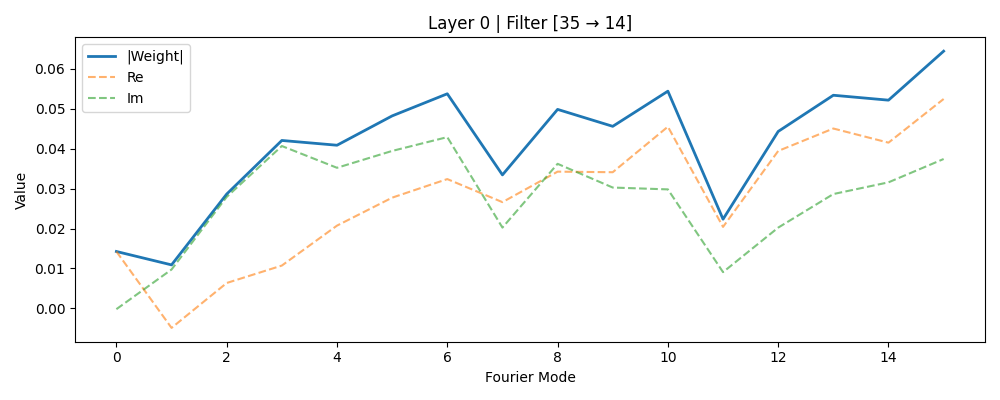 Layer 0 | Filter [35 → 14]
|Weight|
Re
Im
0.06
0.05
0.04
0.03
0.02
0.01
0.00
Value
0 2 4 6 8 10 12 14
Fourier Mode